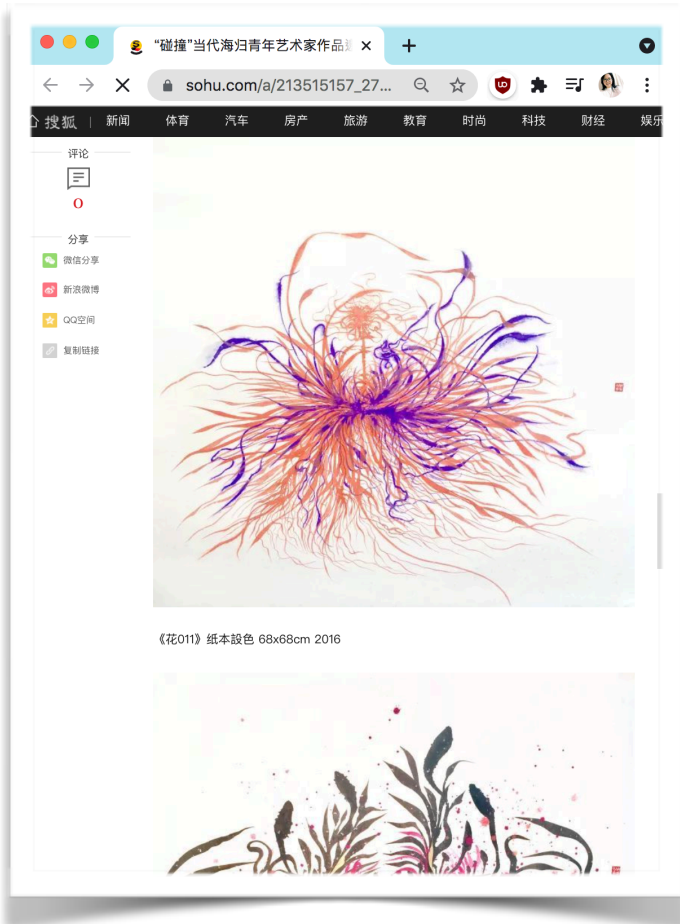 “碰撞”当代海归青年艺术家作品
sohu.com/a/213515157_27...
搜狐 | 新闻 体育 汽车 房产 旅游 教育 时尚 科技 财经 娱乐
评论
0
分享
微信分享
新浪微博
QQ空间
复制链接
《花011》纸本設色 68x68cm 2016